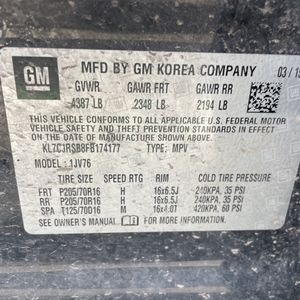 GM
MFD BY GM KOREA COMPANY 03/1
GVWR GAWR FRT GAWR RR
4387 LB 2348 LB 2194 LB
THIS VEHICLE CONFORMS TO ALL APPLICABLE U.S. FEDERAL MOTOR
VEHICLE SAFETY AND THEFT PREVENTION STANDARDS IN EFFECT ON THE
DATE OF MANUFACTURE SHOWN ABOVE.
KL7CJRSB8FB174177 TYPE: MPV
MODEL: 1JV76
TIRE SIZE SPEED RIM COLD TIRE PRESSURE
FRT P205/70R16 H 16x6.5J 240KPA, 35 PSI
RR P205/70R16 H 16x6.5J 240KPA, 35 PSI
SPA T125/70D16 M 16x4.0T 420KPA, 60 PSI
SEE OWNER'S MANUAL FOR MORE INFORMATION.